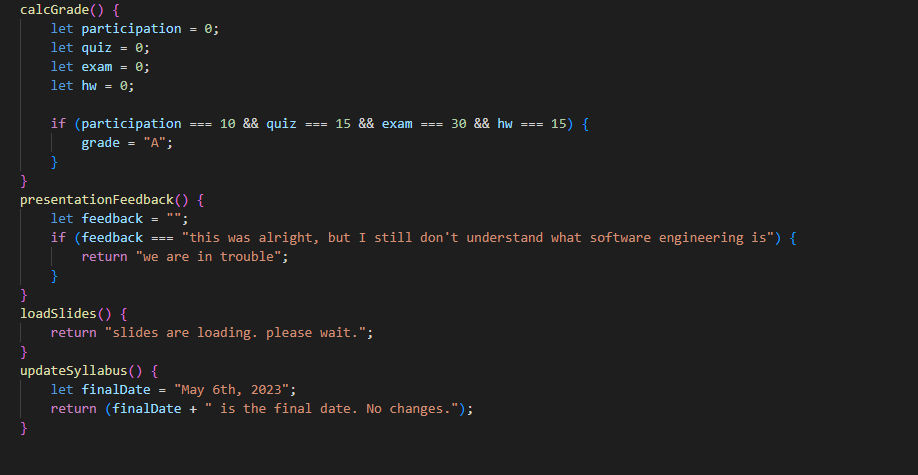 calcGrade() {
    let participation = 0;
    let quiz = 0;
    let exam = 0;
    let hw = 0;

    if (participation === 10 && quiz === 15 && exam === 30 && hw === 15) {
        grade = "A";
    }
}
presentationFeedback() {
    let feedback = "";
    if (feedback === "this was alright, but I still don't understand what software engineering is") {
        return "we are in trouble";
    }
}
loadSlides() {
    return "slides are loading. please wait.";
}
updateSyllabus() {
    let finalDate = "May 6th, 2023";
    return (finalDate + " is the final date. No changes.");
}